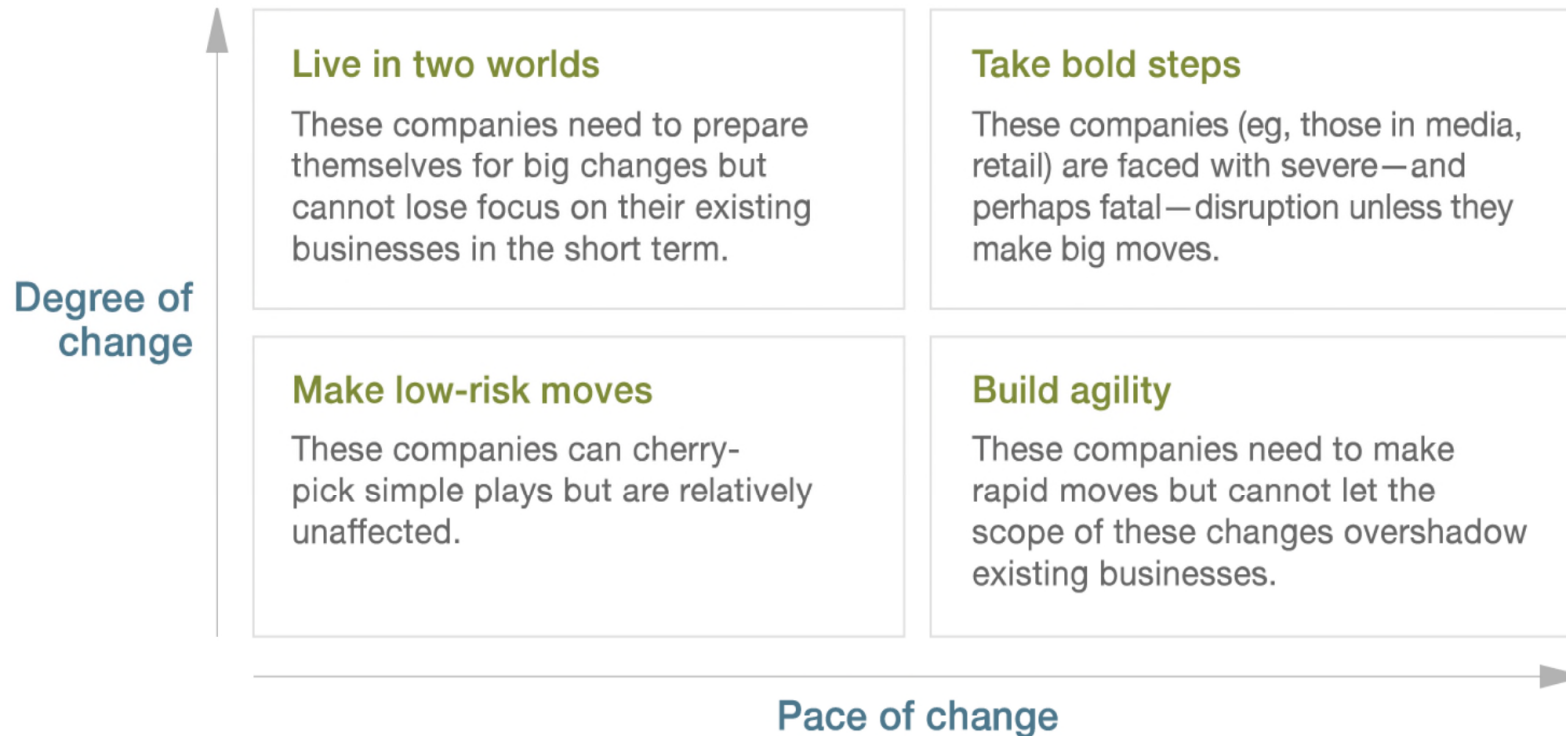 Live in two worlds
These companies need to prepare
themselves for big changes but
cannot lose focus on their existing
businesses in the short term.
Take bold steps
These companies (eg, those in media,
retail) are faced with severe—and
perhaps fatal—disruption unless they
make big moves.
Degree of
change
Make low-risk moves
These companies can cherry-
pick simple plays but are relatively
unaffected.
Build agility
These companies need to make
rapid moves but cannot let the
scope of these changes overshadow
existing businesses.
Pace of change